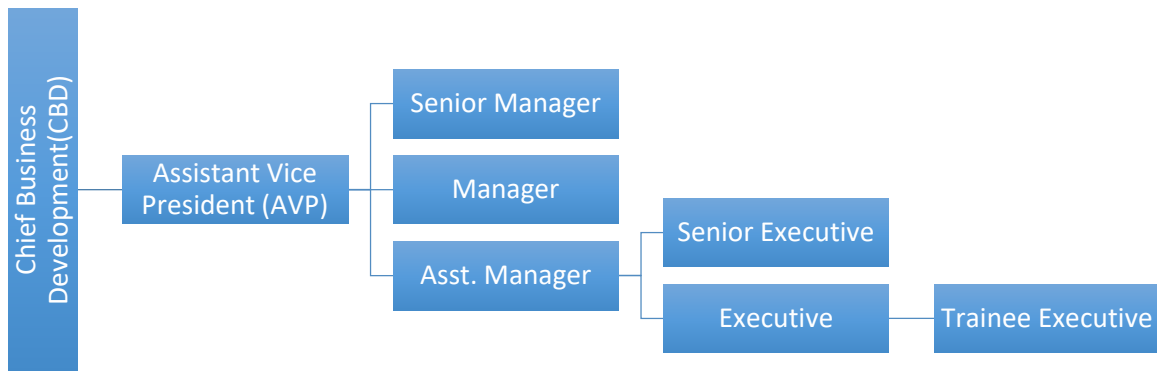 Chief Business
Development(CBD)
Assistant Vice
President (AVP)
Senior Manager
Manager
Asst. Manager
Senior Executive
Executive
Trainee Executive